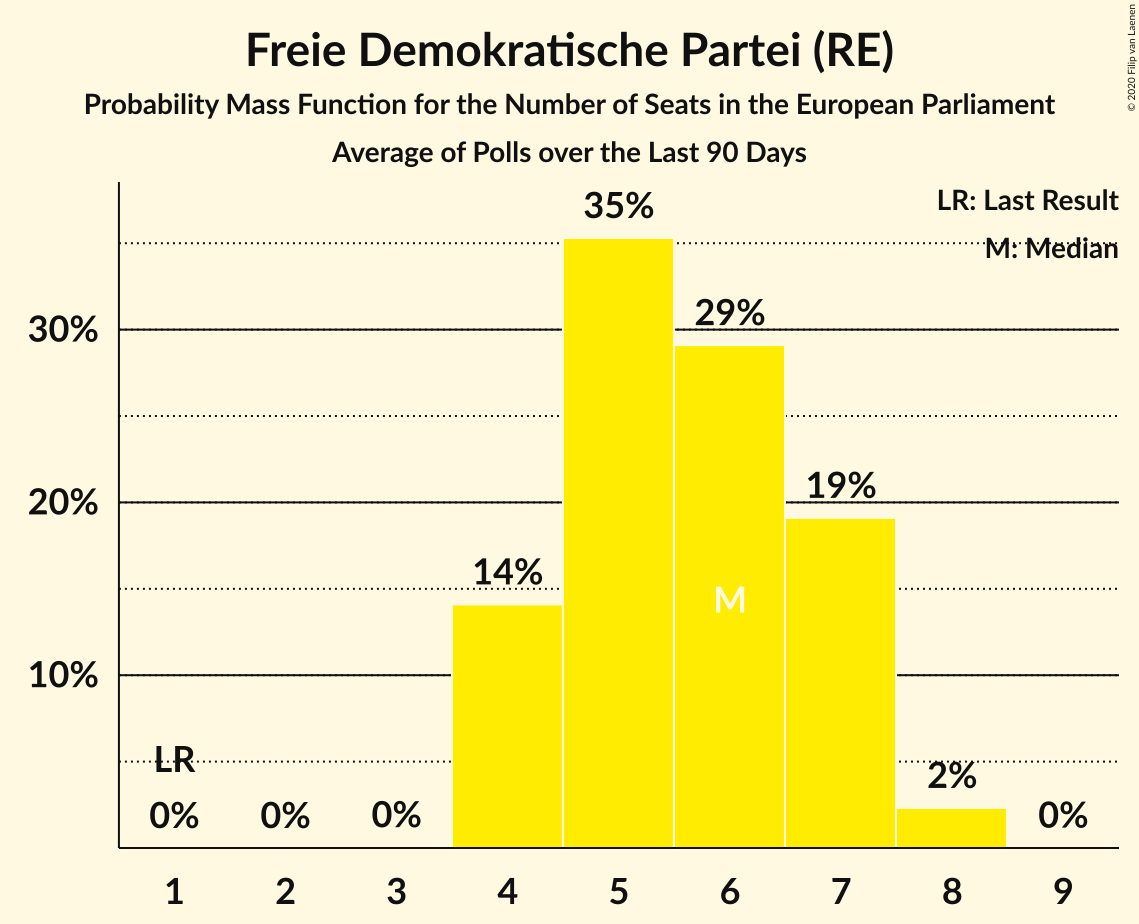 Freie Demokratische Partei (RE)
Probability Mass Function for the Number of Seats in the European Parliament
Average of Polls over the Last 90 Days
© 2020 Filip van Laenen
LR: Last Result
M: Median
35%
29%
30%
20%
19%
14%
M
10%
LR
2%
0% 0% 0% 0%
1 2 3 4 5 6 7 8 9